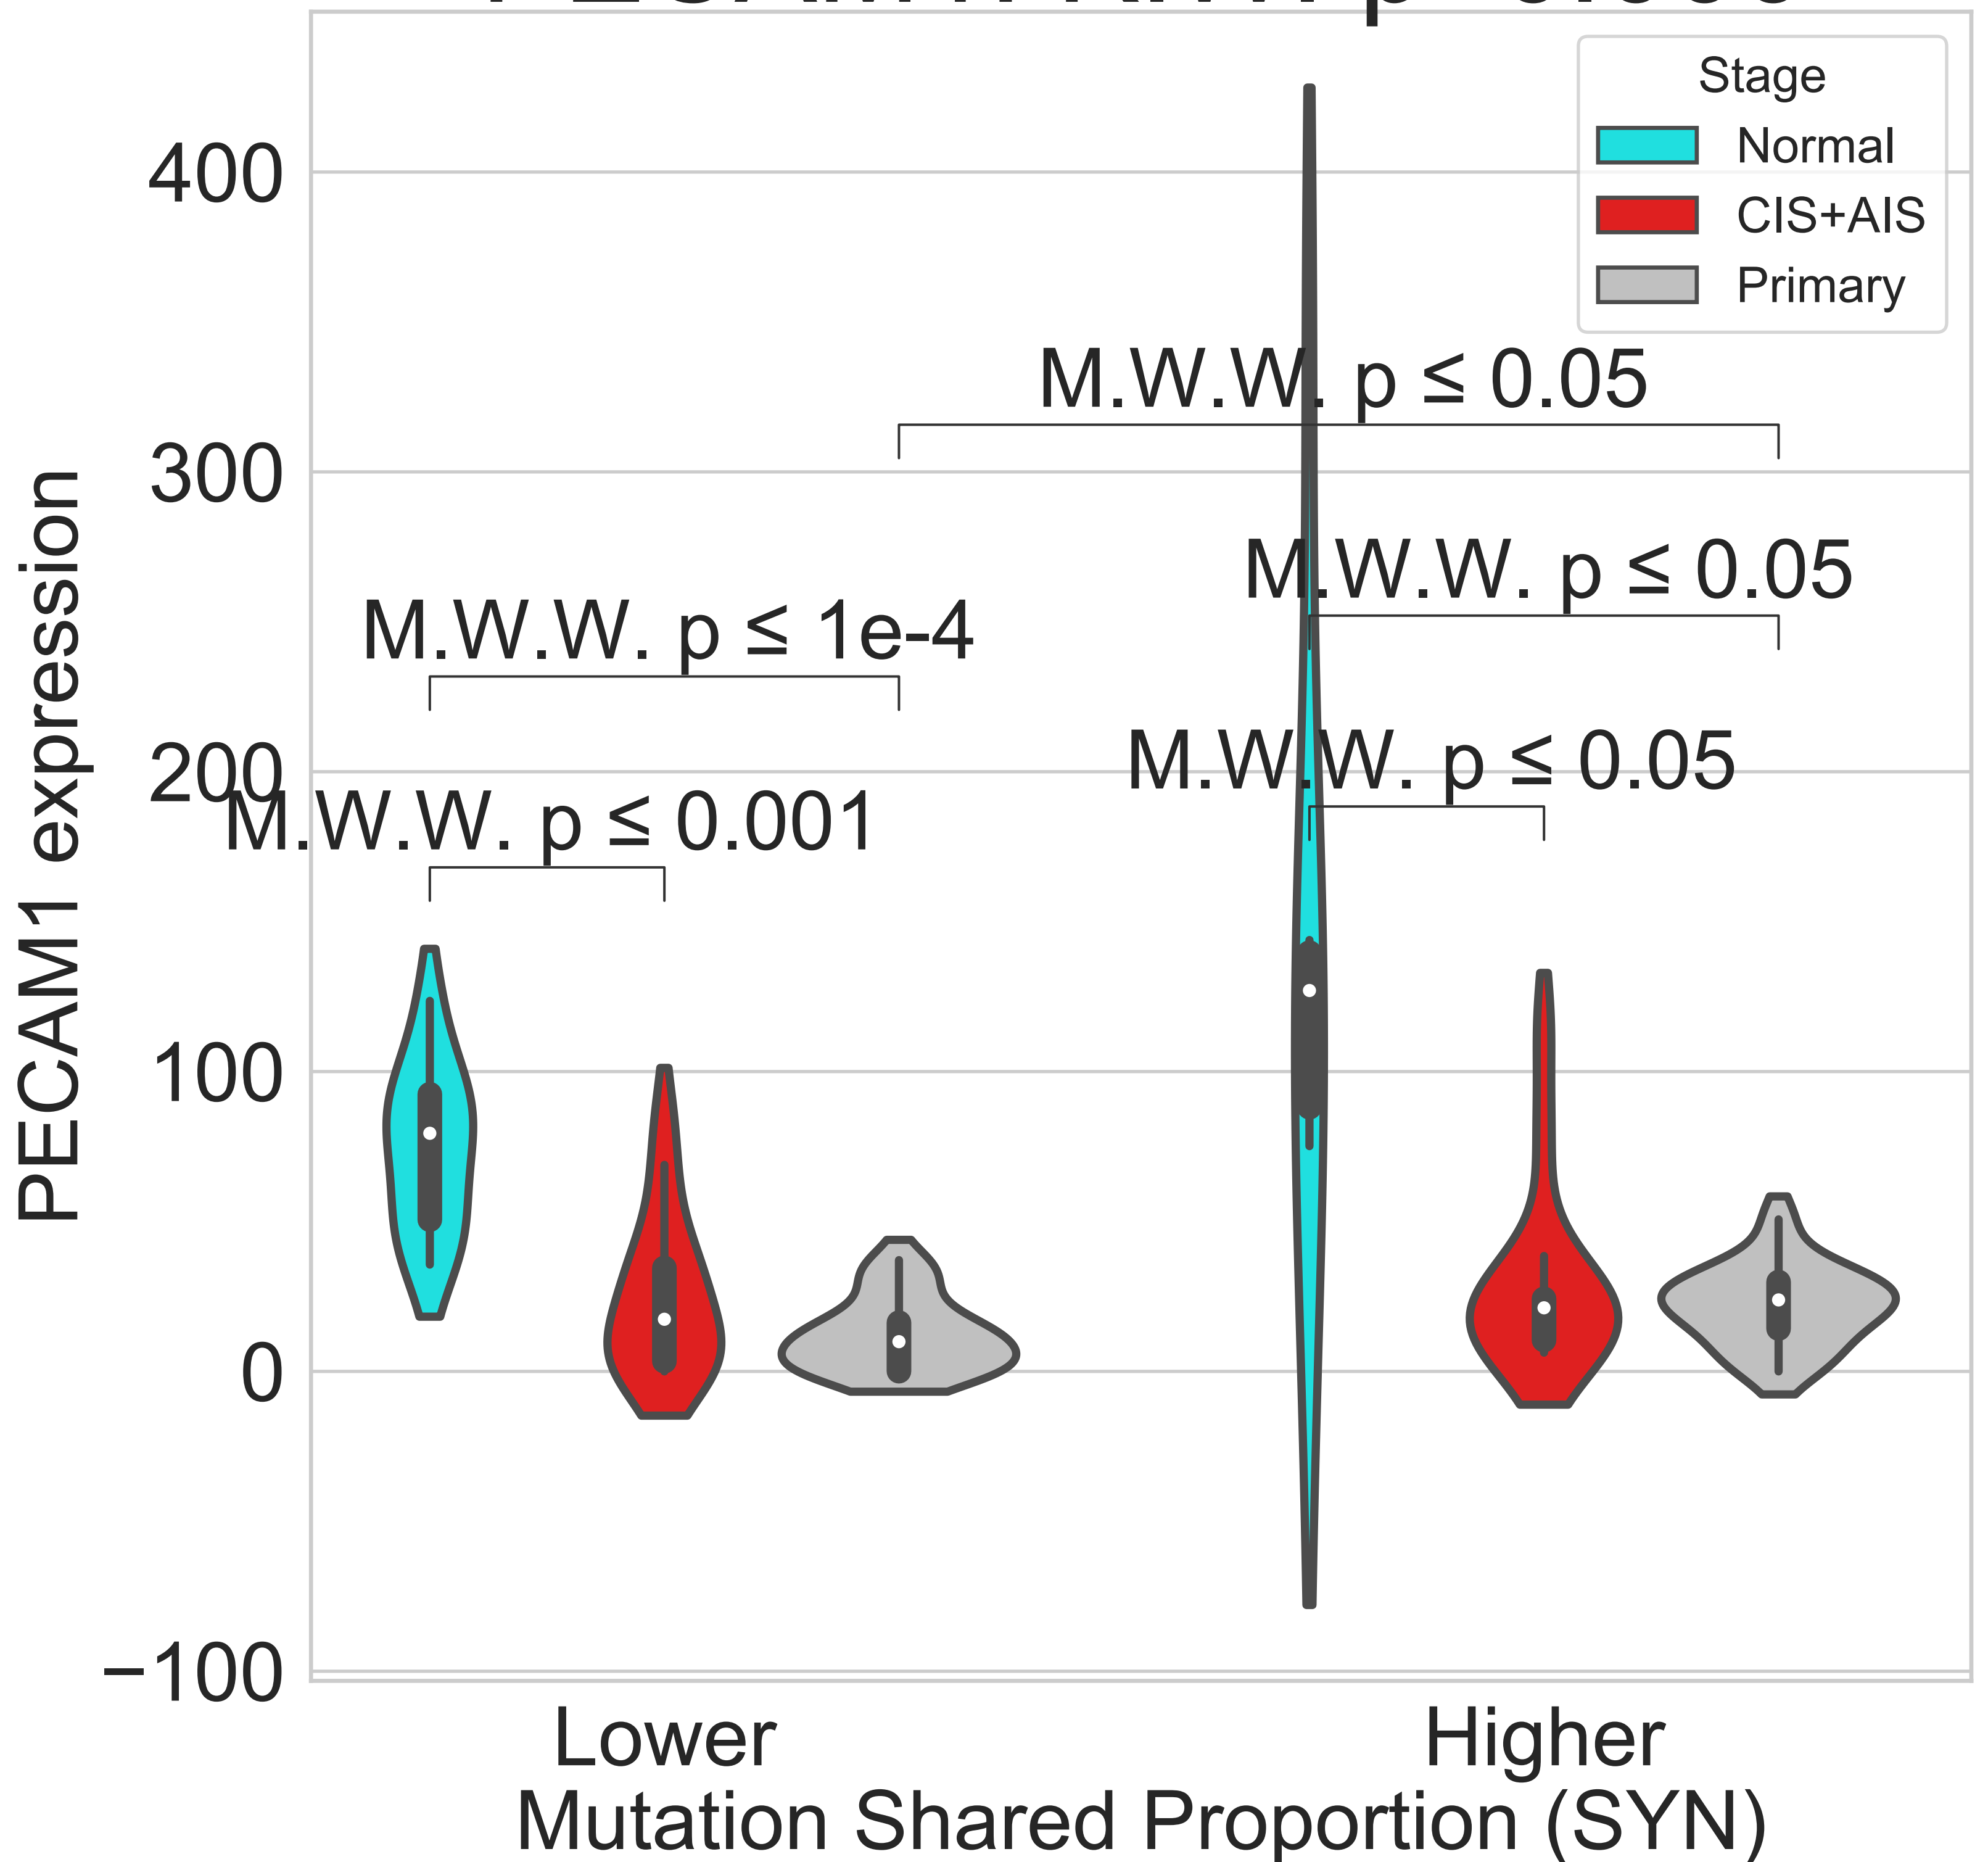 Stage
Normal
CIS+AIS
Primary
400
300
200
100
0
−100
PECAM1 expression
M.W.W. p ≤ 0.05
M.W.W. p ≤ 0.05
M.W.W. p ≤ 1e-4
M.W.W. p ≤ 0.05
M.W.W. p ≤ 0.001
Lower
Higher
Mutation Shared Proportion (SYN)